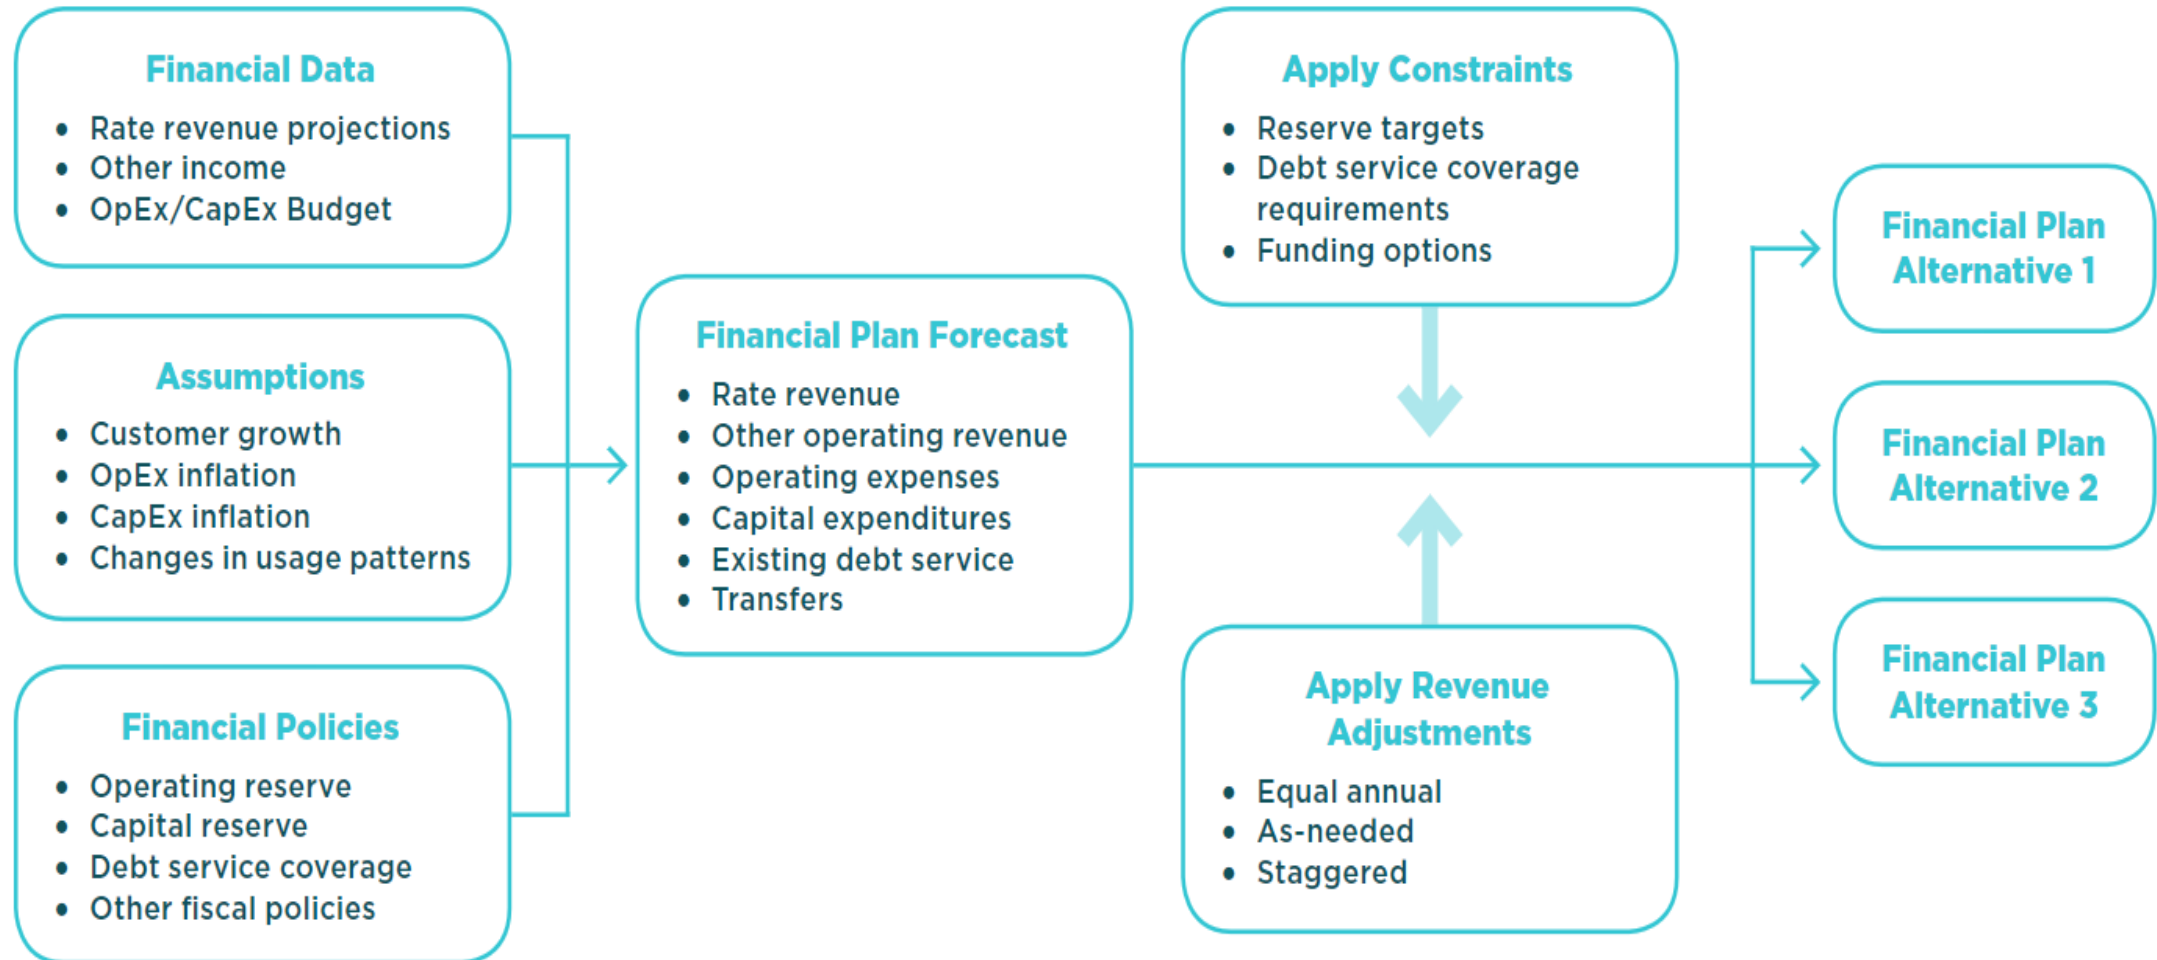 Financial Data
• Rate revenue projections
• Other income
• OpEx/CapEx Budget
Assumptions
• Customer growth
• OpEx inflation
• CapEx inflation
• Changes in usage patterns
Financial Policies
• Operating reserve
• Capital reserve
• Debt service coverage
• Other fiscal policies
Financial Plan Forecast
• Rate revenue
• Other operating revenue
• Operating expenses
• Capital expenditures
• Existing debt service
• Transfers
Apply Constraints
• Reserve targets
• Debt service coverage
requirements
• Funding options
Apply Revenue
Adjustments
• Equal annual
• As-needed
• Staggered
Financial Plan
Alternative 1
Financial Plan
Alternative 2
Financial Plan
Alternative 3